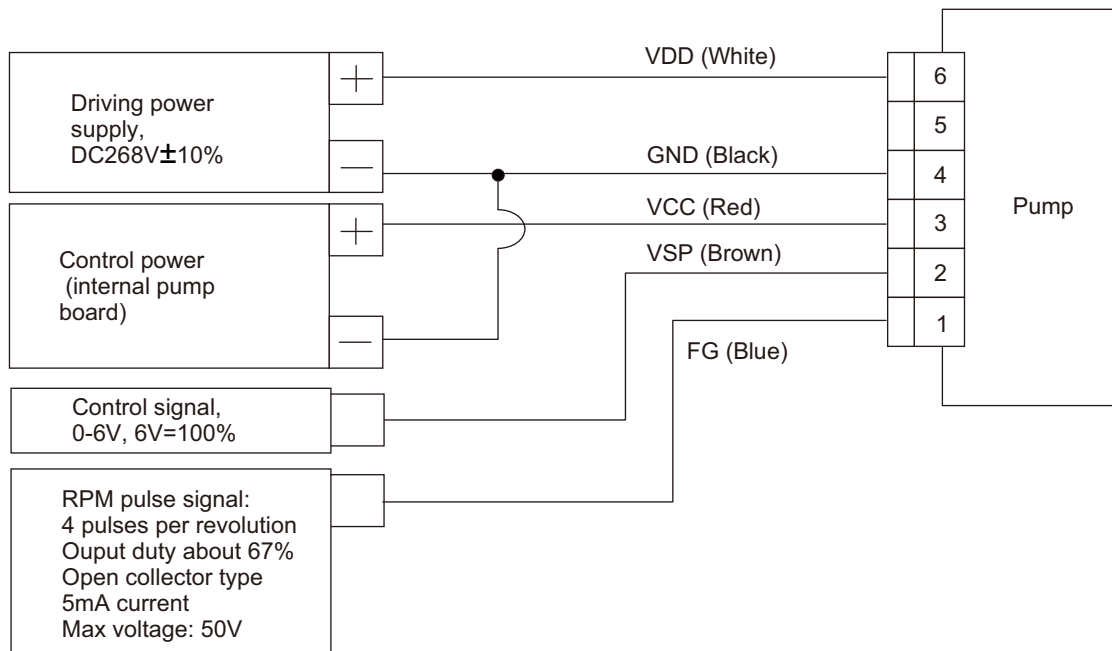 Driving power
supply,
DC268V±10%
+
—
Control power
(internal pump
board)
+
—
Control signal,
0-6V, 6V=100%
RPM pulse signal:
4 pulses per revolution
Ouput duty about 67%
Open collector type
5mA current
Max voltage: 50V
VDD (White)
GND (Black)
VCC (Red)
VSP (Brown)
FG (Blue)
6
5
4
3
2
1
Pump